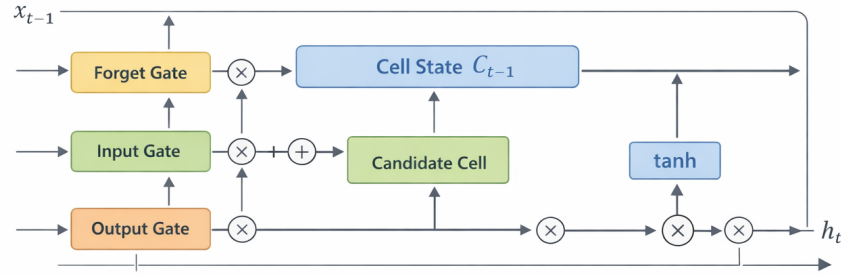 x_{t-1}
Forget Gate × Cell State C_{t-1}
Input Gate × + + Candidate Cell tanh
Output Gate × × × × h_t